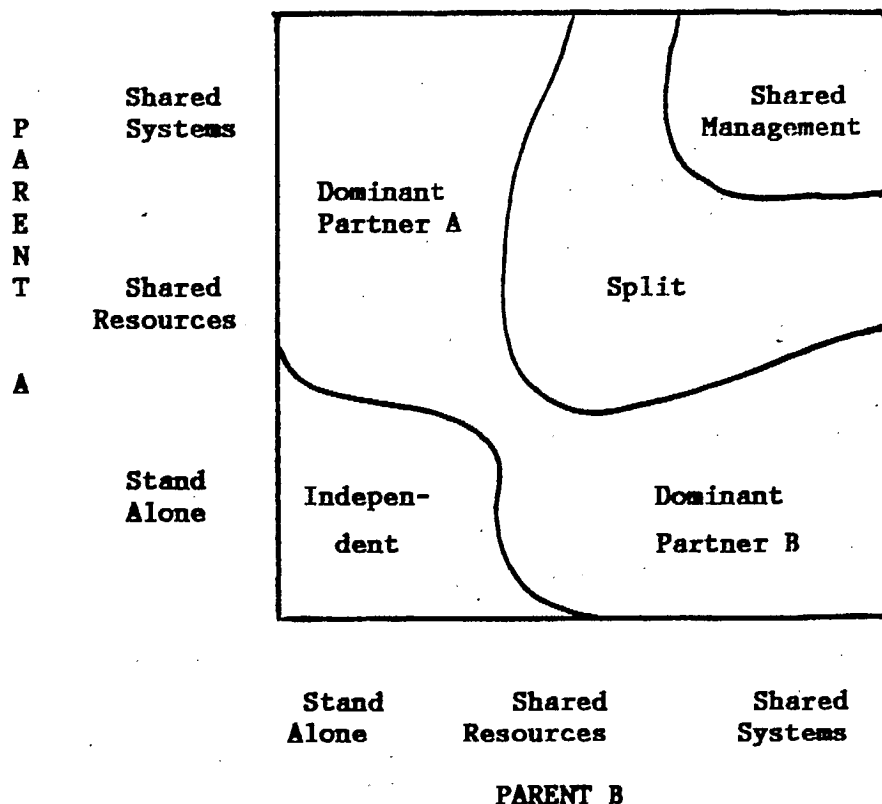 PARENT A
Shared
Systems
Shared
Resources
Stand
Alone
Shared
Management
Dominant
Partner A
Split
Indepen-
dent
Dominant
Partner B
Stand
Alone
Shared
Resources
Shared
Systems
PARENT B